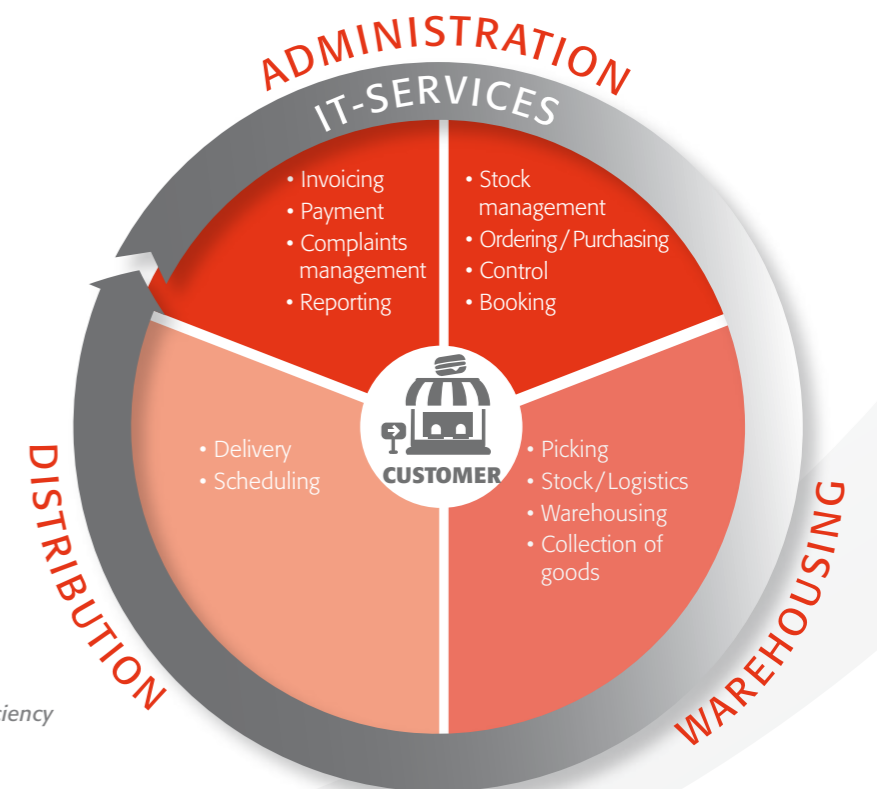 ADMINISTRATION
IT-SERVICES
• Invoicing
• Payment
• Complaints
management
• Reporting
• Stock
management
• Ordering/Purchasing
• Control
• Booking
• Delivery
• Scheduling
CUSTOMER
• Picking
• Stock/Logistics
• Warehousing
• Collection of
goods
DISTRIBUTION
WAREHOUSING